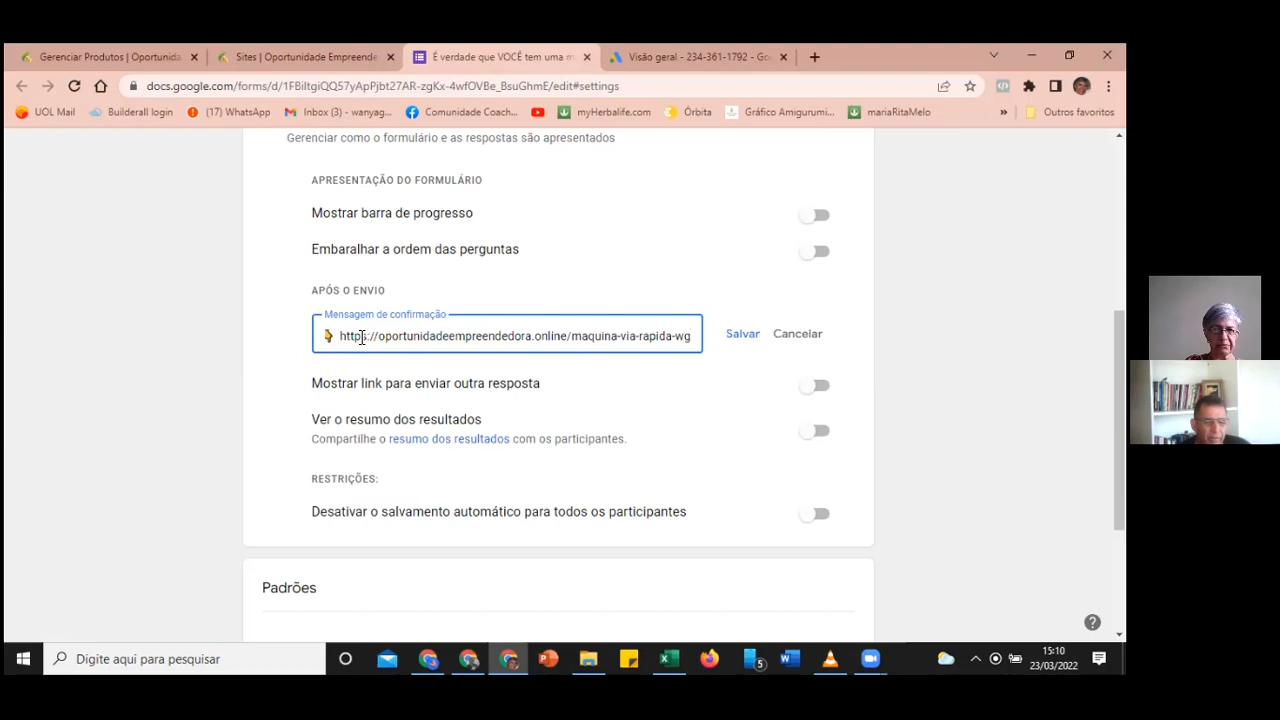 Gerenciar Produtos | Oportunida
Sites | Oportunidade Empreende
É verdade que VOCÊ tem uma m
Visão geral - 234-361-1792 - Go
docs.google.com/forms/d/1FBiltgiQQ57yApPjbt27AR-zgKx-4wfOVBe_BsuGhmE/edit#settings
UOL Mail
Builderall login
(17) WhatsApp
Inbox (3) - wanyag...
Comunidade Coach...
myHerbalife.com
Órbita
Gráfico Amigurumi...
mariaRitaMelo
»
Outros favoritos
Gerenciar como o formulário e as respostas são apresentados
APRESENTAÇÃO DO FORMULÁRIO
Mostrar barra de progresso
Embaralhar a ordem das perguntas
APÓS O ENVIO
Mensagem de confirmação
👇 https://oportunidadeempreendedora.online/maquina-via-rapida-wg
Salvar
Cancelar
Mostrar link para enviar outra resposta
Ver o resumo dos resultados
Compartilhe o resumo dos resultados com os participantes.
RESTRIÇÕES:
Desativar o salvamento automático para todos os participantes
Padrões
Digite aqui para pesquisar
5
15:10
23/03/2022